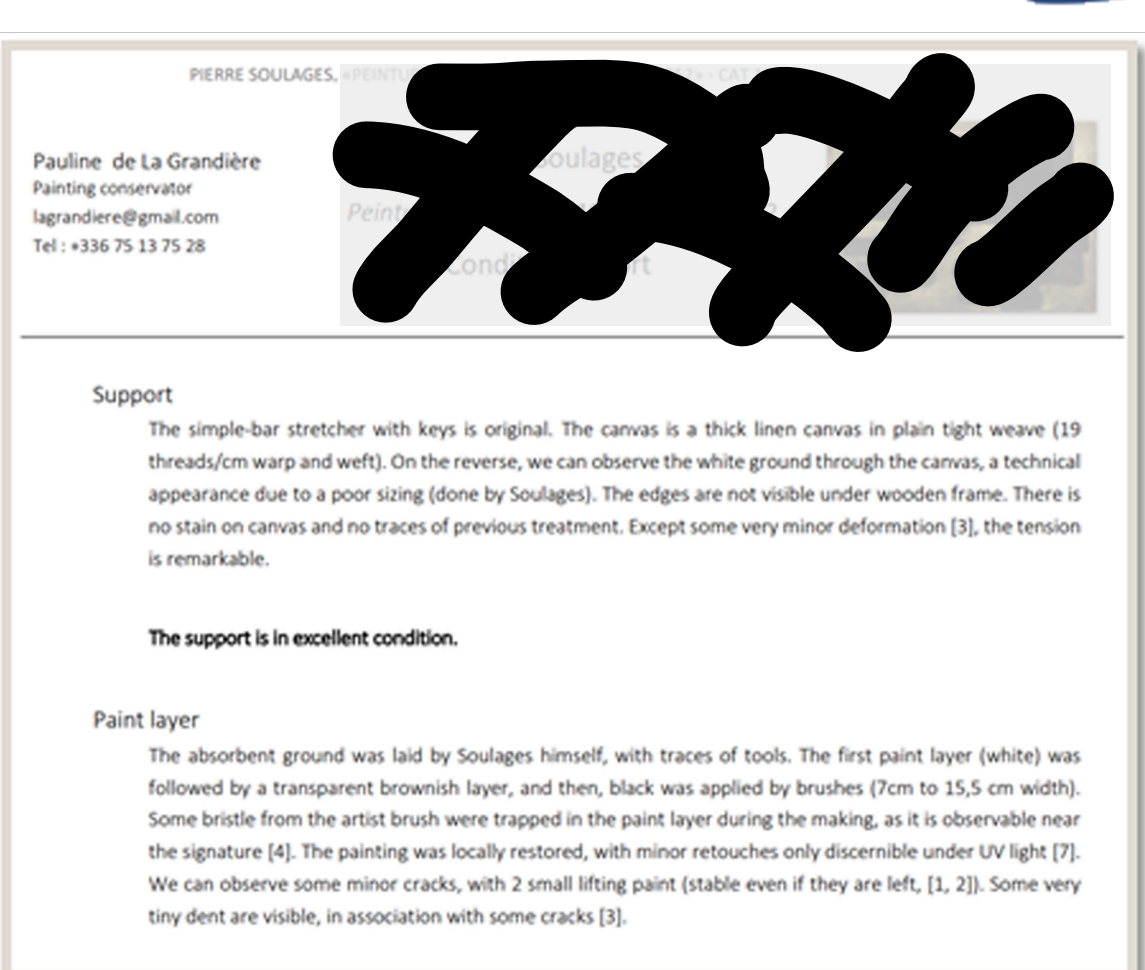 PIERRE SOULAGES, «PEINTU 2» - CAT
Pauline de La Grandière
Painting conservator
lagrandiere@gmail.com
Tel : +336 75 13 75 28
Soulages
Peint
Condi rt
Support
The simple-bar stretcher with keys is original. The canvas is a thick linen canvas in plain tight weave (19
threads/cm warp and weft). On the reverse, we can observe the white ground through the canvas, a technical
appearance due to a poor sizing (done by Soulages). The edges are not visible under wooden frame. There is
no stain on canvas and no traces of previous treatment. Except some very minor deformation [3], the tension
is remarkable.
The support is in excellent condition.
Paint layer
The absorbent ground was laid by Soulages himself, with traces of tools. The first paint layer (white) was
followed by a transparent brownish layer, and then, black was applied by brushes (7cm to 15,5 cm width).
Some bristle from the artist brush were trapped in the paint layer during the making, as it is observable near
the signature [4]. The painting was locally restored, with minor retouches only discernible under UV light [7].
We can observe some minor cracks, with 2 small lifting paint (stable even if they are left, [1, 2]). Some very
tiny dent are visible, in association with some cracks [3].